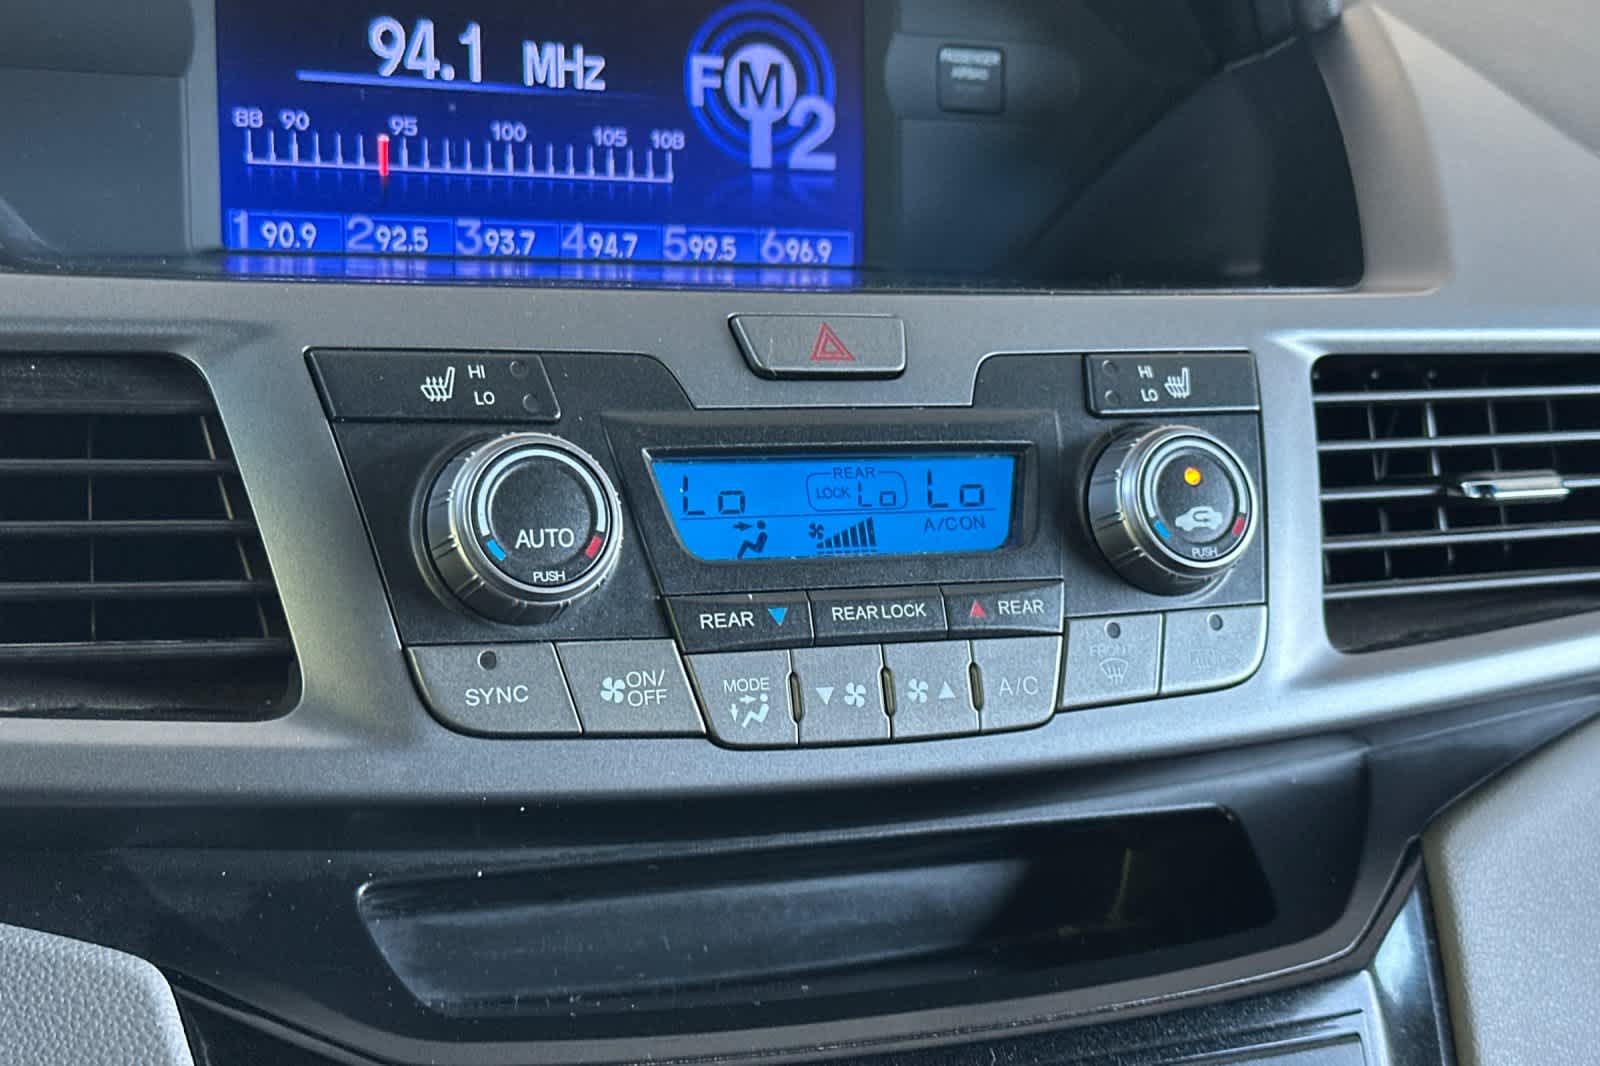 94.1 MHz
FM2
88 90 95 100 105 108
1 90.9 2 92.5 3 93.7 4 94.7 5 99.5 6 96.9
PASSENGER
AIRBAG
HI
LO
HI
LO
AUTO
PUSH
Lo
REAR
LOCK Lo
Lo
A/C ON
PUSH
REAR
REAR LOCK
REAR
SYNC
ON/
OFF
MODE
A/C
FRONT